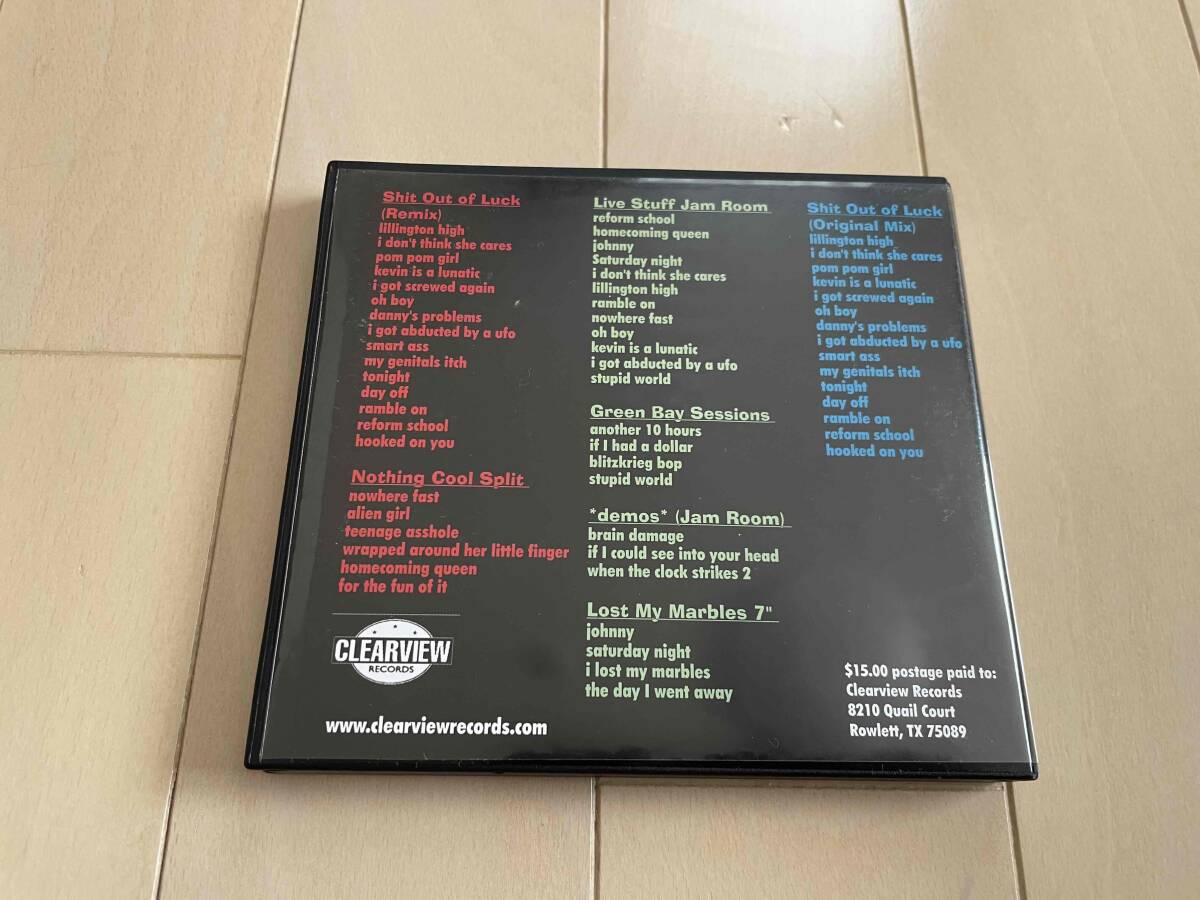 Shit Out of Luck
(Remix)
lillington high
i don't think she cares
pom pom girl
kevin is a lunatic
i got screwed again
oh boy
danny's problems
i got abducted by a ufo
smart ass
my genitals itch
tonight
day off
ramble on
reform school
hooked on you
Nothing Cool Split
nowhere fast
alien girl
teenage asshole
wrapped around her little finger
homecoming queen
for the fun of it
CLEARVIEW
RECORDS
www.clearviewrecords.com
Live Stuff Jam Room
reform school
homecoming queen
johnny
Saturday night
i don't think she cares
lillington high
ramble on
nowhere fast
oh boy
kevin is a lunatic
i got abducted by a ufo
stupid world
Green Bay Sessions
another 10 hours
if I had a dollar
blitzkrieg bop
stupid world
*demos* (Jam Room)
brain damage
if I could see into your head
when the clock strikes 2
Lost My Marbles 7"
johnny
saturday night
i lost my marbles
the day I went away
Shit Out of Luck
(Original Mix)
lillington high
i don't think she cares
pom pom girl
kevin is a lunatic
i got screwed again
oh boy
danny's problems
i got abducted by a ufo
smart ass
my genitals itch
tonight
day off
ramble on
reform school
hooked on you
$15.00 postage paid to:
Clearview Records
8210 Quail Court
Rowlett, TX 75089